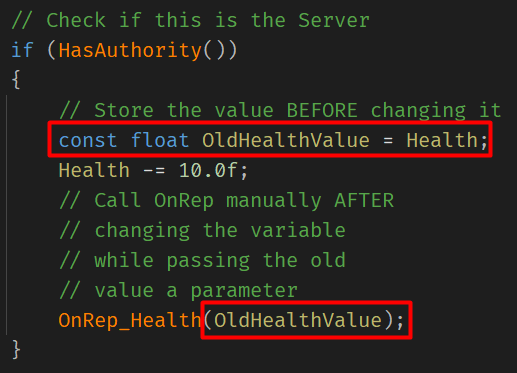 // Check if this is the Server
if (HasAuthority())
{
// Store the value BEFORE changing it
const float OldHealthValue = Health;
Health -= 10.0f;
// Call OnRep manually AFTER
// changing the variable
// while passing the old
// value a parameter
OnRep_Health(OldHealthValue);
}